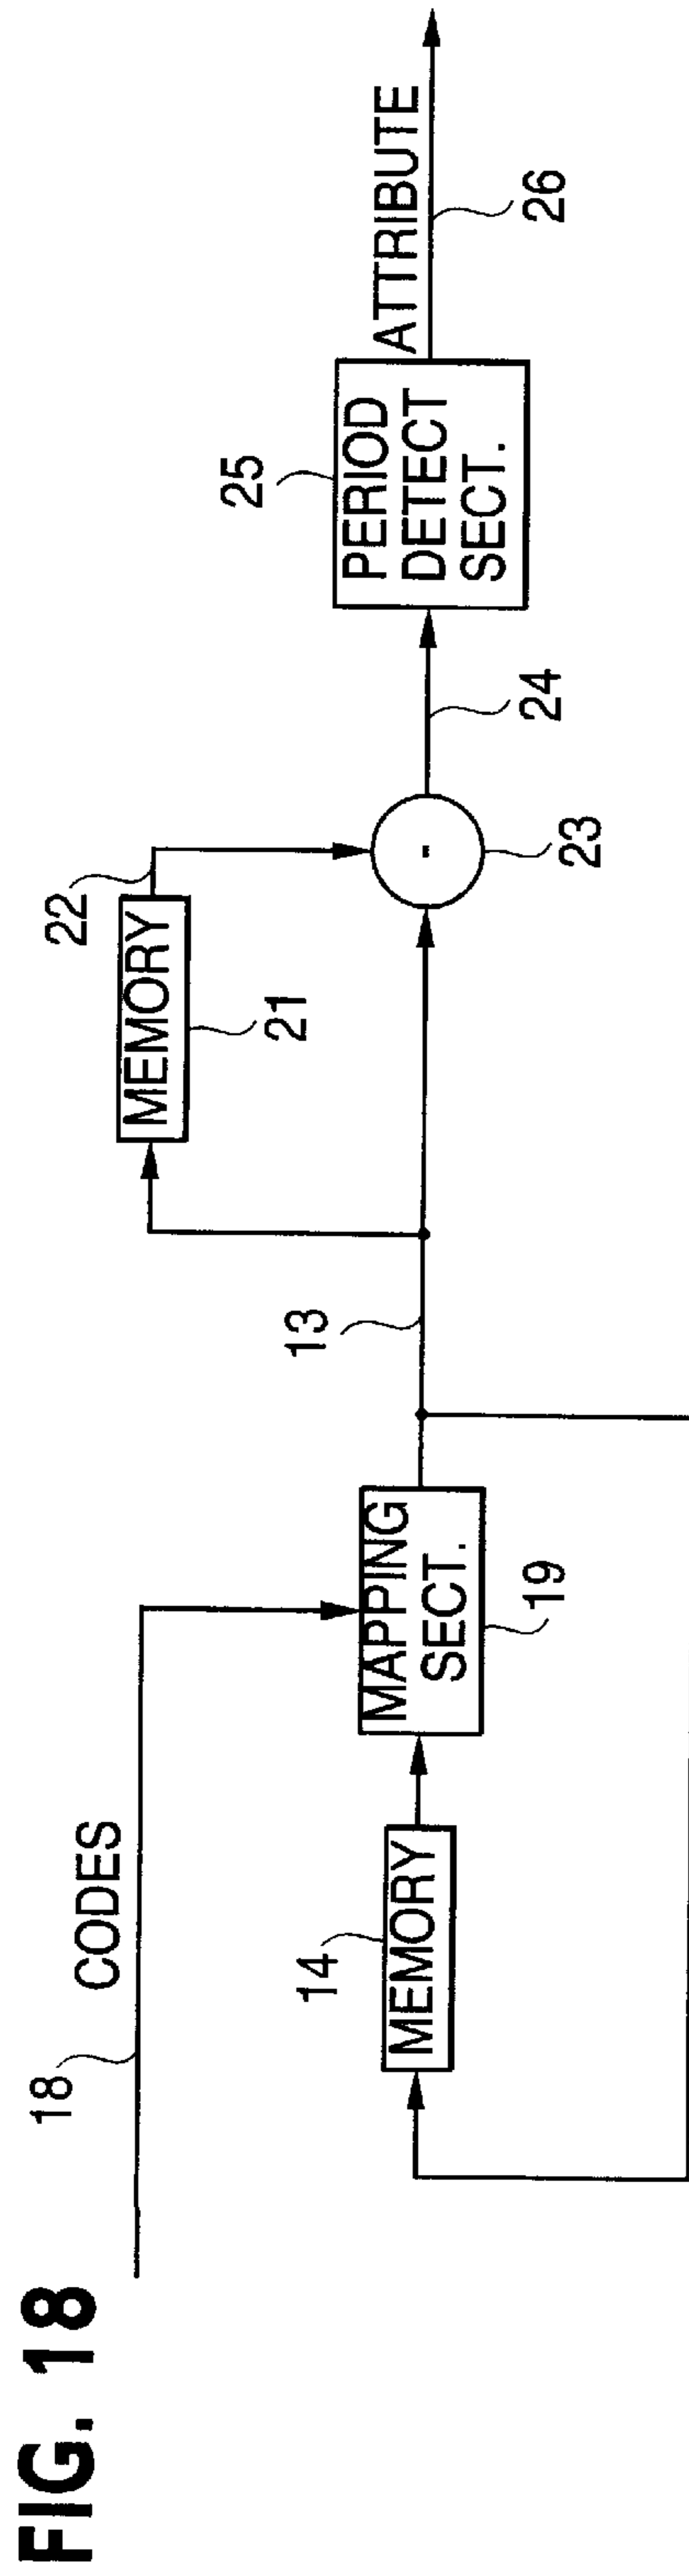 FIG. 18
18
CODES
14
MEMORY
MAPPING
SECT.
19
13
22
MEMORY
21
23
24
25
PERIOD
DETECT
SECT.
ATTRIBUTE
26